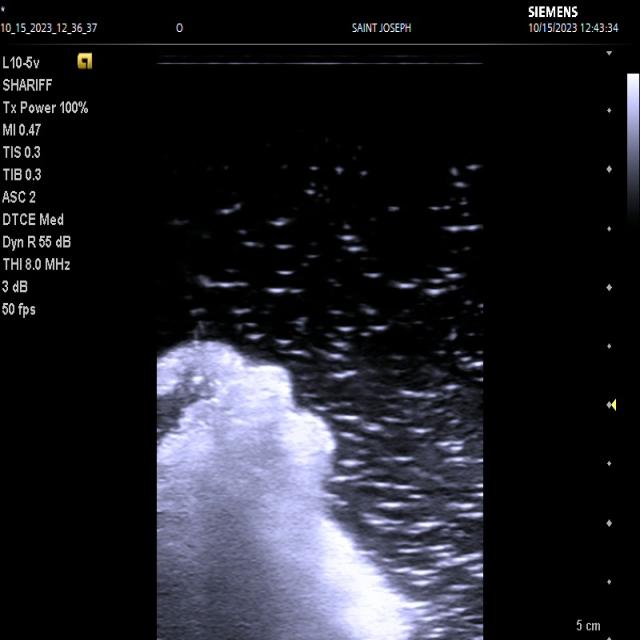 *
SIEMENS
10_15_2023_12_36_37 O SAINT JOSEPH 10/15/2023 12:43:34
L10-5v
SHARIFF
Tx Power 100%
MI 0.47
TIS 0.3
TIB 0.3
ASC 2
DTCE Med
Dyn R 55 dB
THI 8.0 MHz
3 dB
50 fps
5 cm